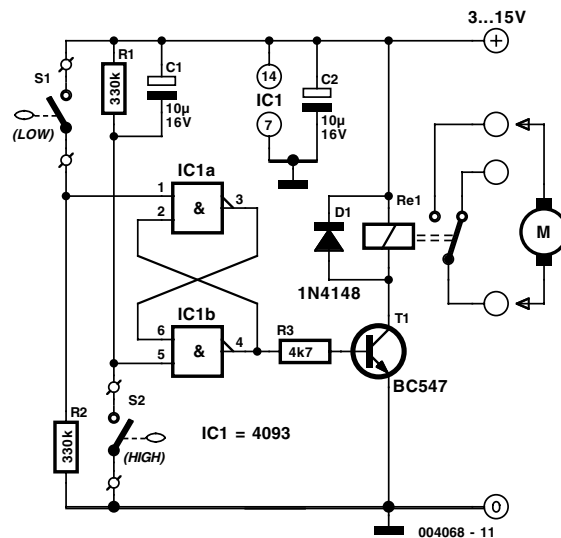 3...15V
+
R1
330k
C1
10µ
16V
14
IC1
7
C2
10µ
16V
S1
(LOW)
IC1a
1
2
&
3
Re1
D1
1N4148
M
IC1b
6
5
&
4
R3
4k7
T1
BC547
R2
330k
S2
(HIGH)
IC1 = 4093
0
004068 - 11